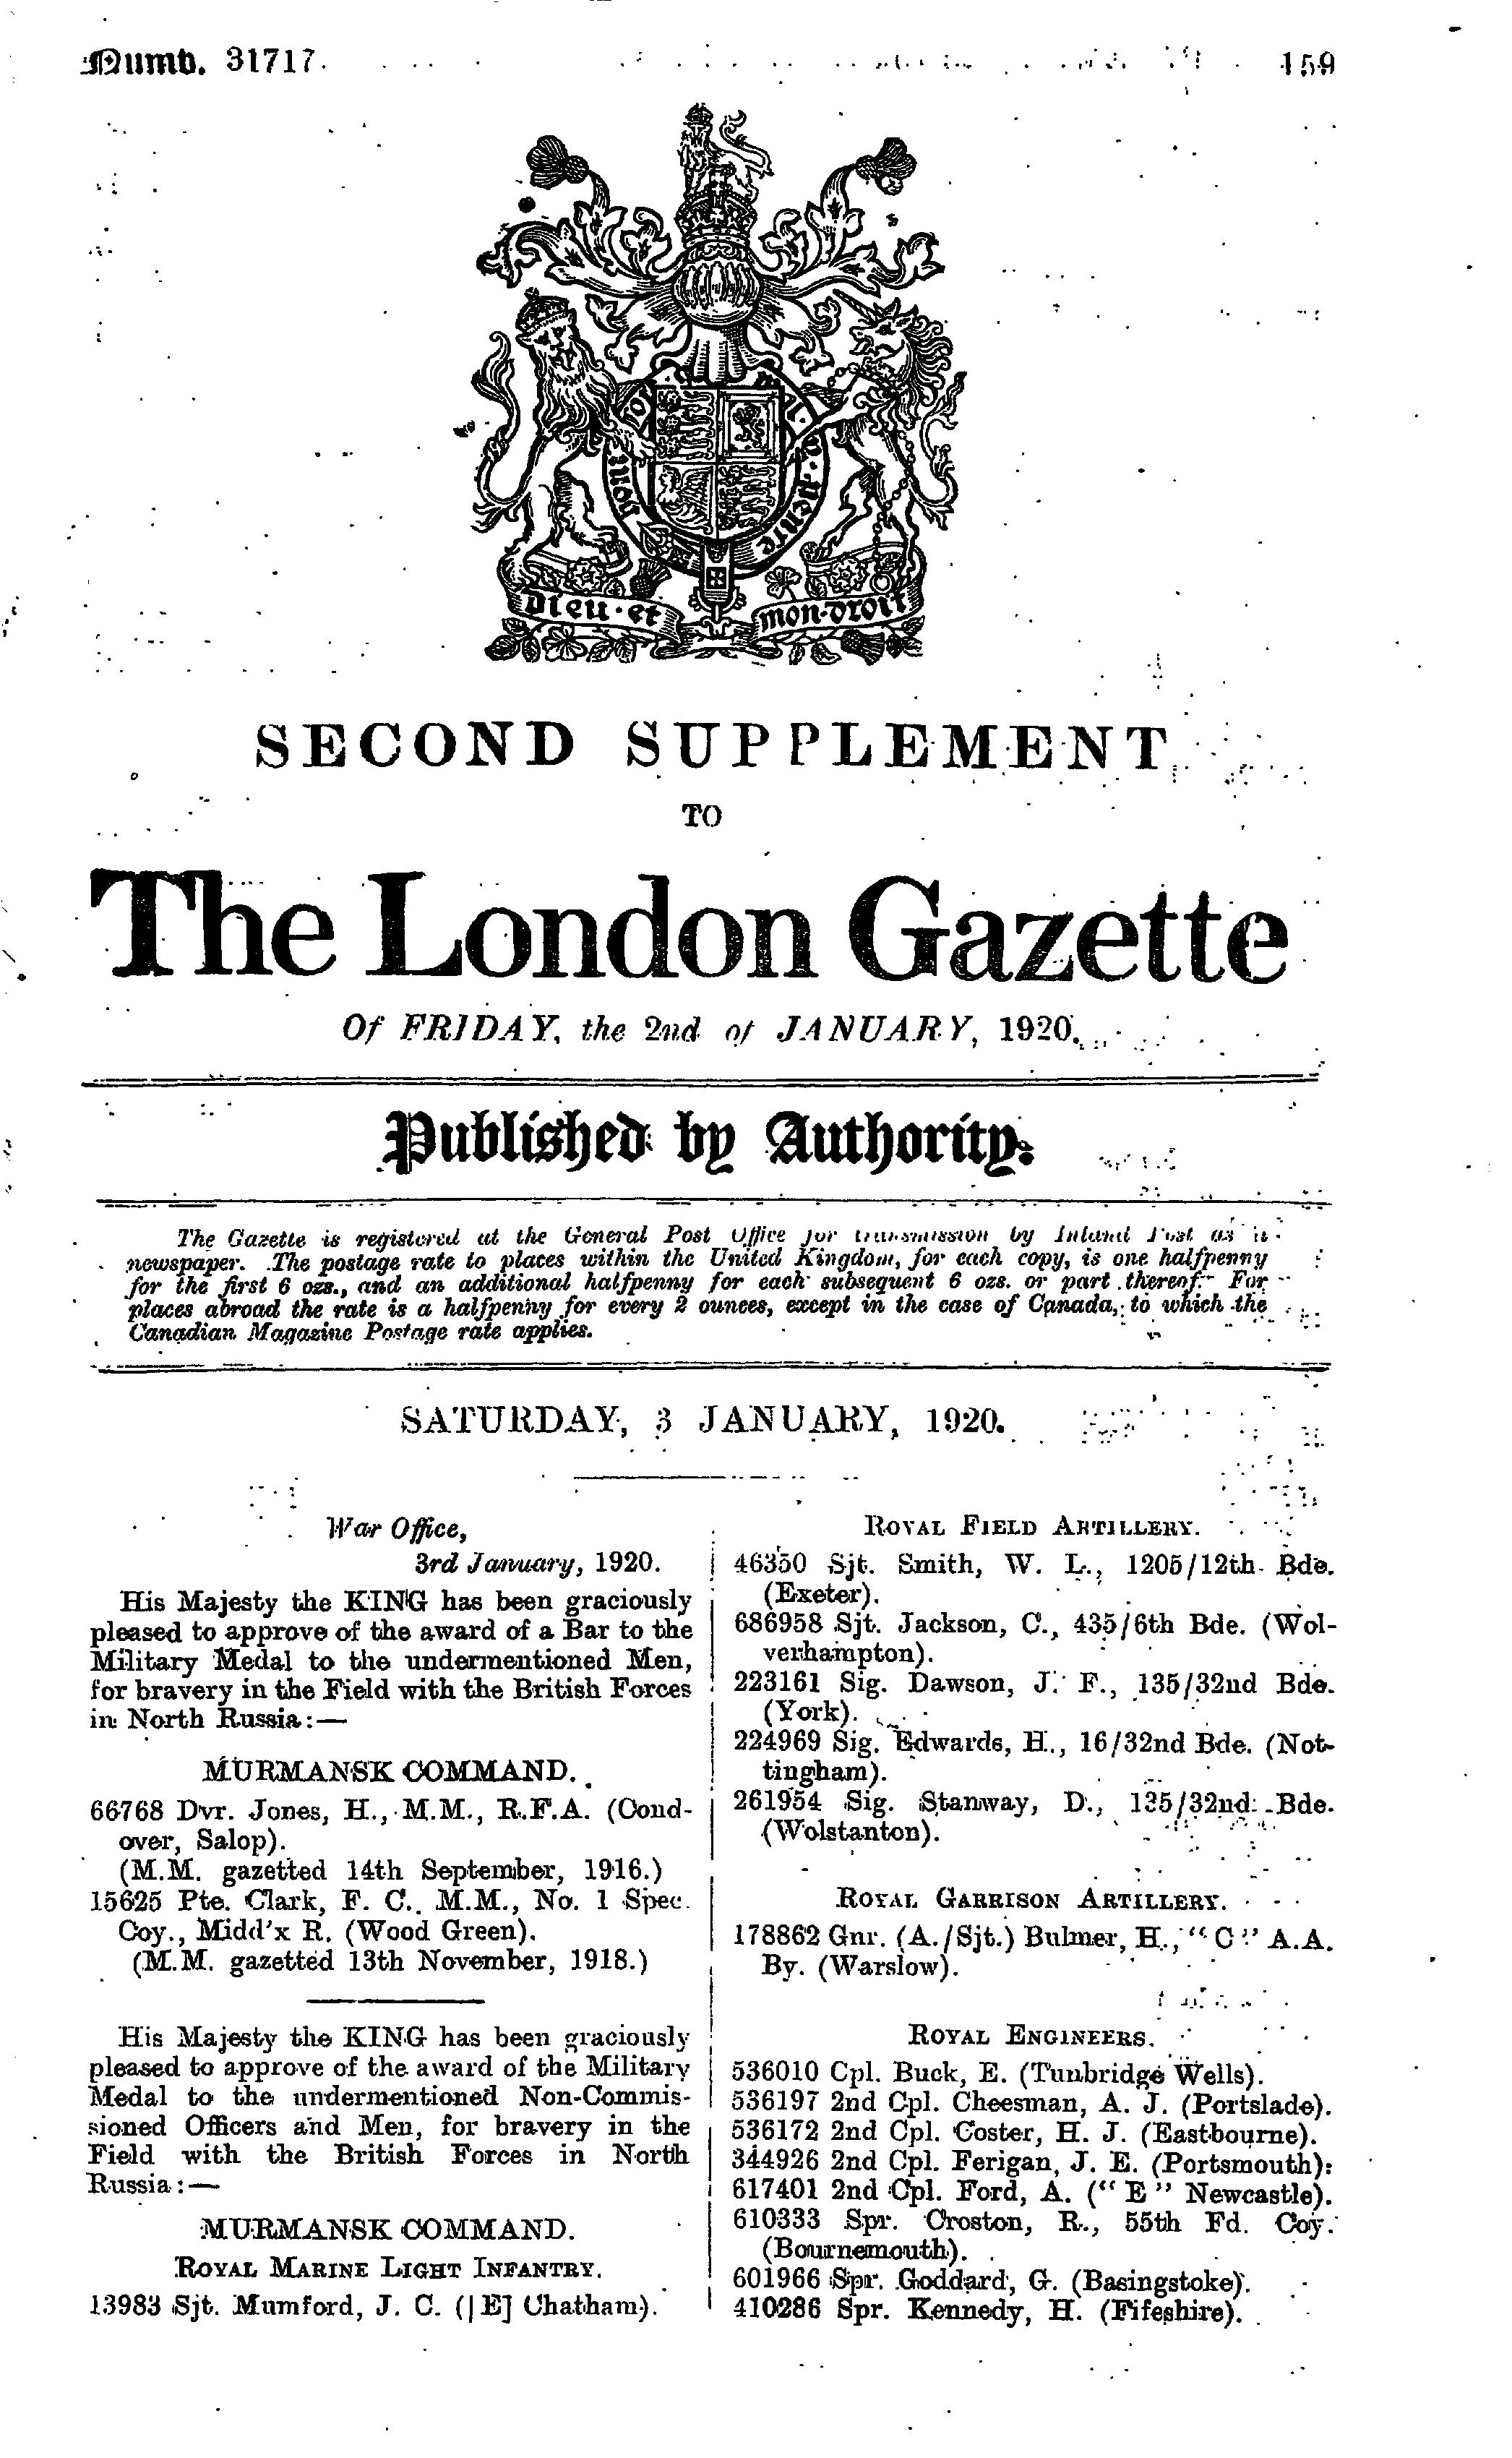 Numb. 31717.
159
Dieu·et
mon·droit
SECOND SUPPLEMENT
TO
The London Gazette
Of FRIDAY, the 2nd of JANUARY, 1920.
Published by Authority.
The Gazette is registered at the General Post Office for transmission by Inland Post as a
newspaper. The postage rate to places within the United Kingdom, for each copy, is one halfpenny
for the first 6 ozs., and an additional halfpenny for each subsequent 6 ozs. or part thereof. For
places abroad the rate is a halfpenny for every 2 ounces, except in the case of Canada, to which the
Canadian Magazine Postage rate applies.
SATURDAY, 3 JANUARY, 1920.
War Office,
3rd January, 1920.
His Majesty the KING has been graciously
pleased to approve of the award of a Bar to the
Military Medal to the undermentioned Men,
for bravery in the Field with the British Forces
in North Russia:—
MURMANSK COMMAND.
66768 Dvr. Jones, H., M.M., R.F.A. (Cond-
over, Salop).
(M.M. gazetted 14th September, 1916.)
15625 Pte. Clark, F. C., M.M., No. 1 Spec.
Coy., Midd'x R. (Wood Green).
(M.M. gazetted 13th November, 1918.)
His Majesty the KING has been graciously
pleased to approve of the award of the Military
Medal to the undermentioned Non-Commis-
sioned Officers and Men, for bravery in the
Field with the British Forces in North
Russia:—
MURMANSK COMMAND.
ROYAL MARINE LIGHT INFANTRY.
13983 Sjt. Mumford, J. C. ([E] Chatham).
ROYAL FIELD ARTILLERY.
46350 Sjt. Smith, W. L., 1205/12th Bde.
(Exeter).
686958 Sjt. Jackson, C., 435/6th Bde. (Wol-
verhampton).
223161 Sig. Dawson, J. F., 135/32nd Bde.
(York).
224969 Sig. Edwards, H., 16/32nd Bde. (Not-
tingham).
261954 Sig. Stanway, D., 135/32nd Bde.
(Wolstanton).
ROYAL GARRISON ARTILLERY.
178862 Gnr. (A./Sjt.) Bulmer, H., "C" A.A.
By. (Warslow).
ROYAL ENGINEERS.
536010 Cpl. Buck, E. (Tunbridge Wells).
536197 2nd Cpl. Cheesman, A. J. (Portslade).
536172 2nd Cpl. Coster, H. J. (Eastbourne).
344926 2nd Cpl. Ferigan, J. E. (Portsmouth).
617401 2nd Cpl. Ford, A. ("E" Newcastle).
610333 Spr. Croston, R., 55th Fd. Coy.
(Bournemouth).
601966 Spr. Goddard, G. (Basingstoke).
410286 Spr. Kennedy, H. (Fifeshire).